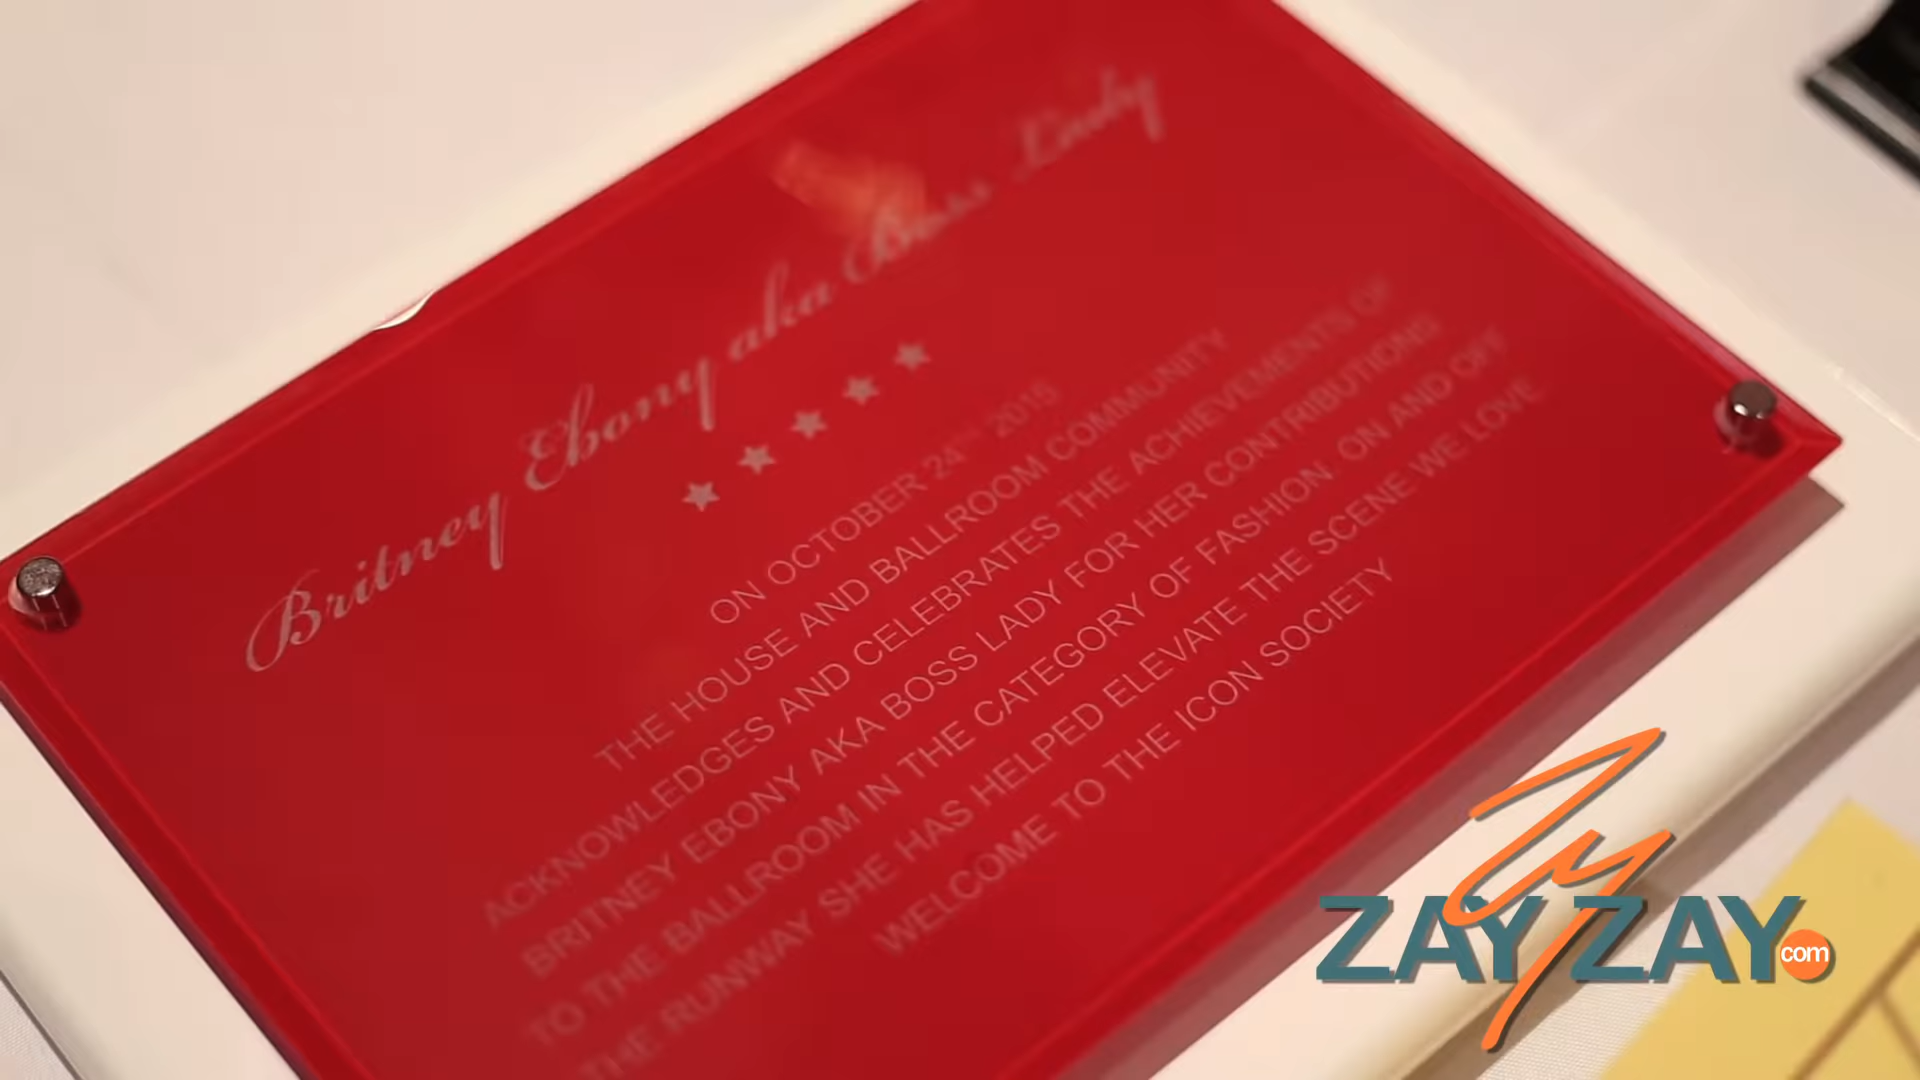 Britney Ebony aka Boss Lady
ON OCTOBER 24TH 2015
THE HOUSE AND BALLROOM COMMUNITY
ACKNOWLEDGES AND CELEBRATES THE ACHIEVEMENTS OF
BRITNEY EBONY AKA BOSS LADY FOR HER CONTRIBUTIONS
TO THE BALLROOM IN THE CATEGORY OF FASHION. ON AND OFF
THE RUNWAY SHE HAS HELPED ELEVATE THE SCENE WE LOVE
WELCOME TO THE ICON SOCIETY
ZAYZAY.com